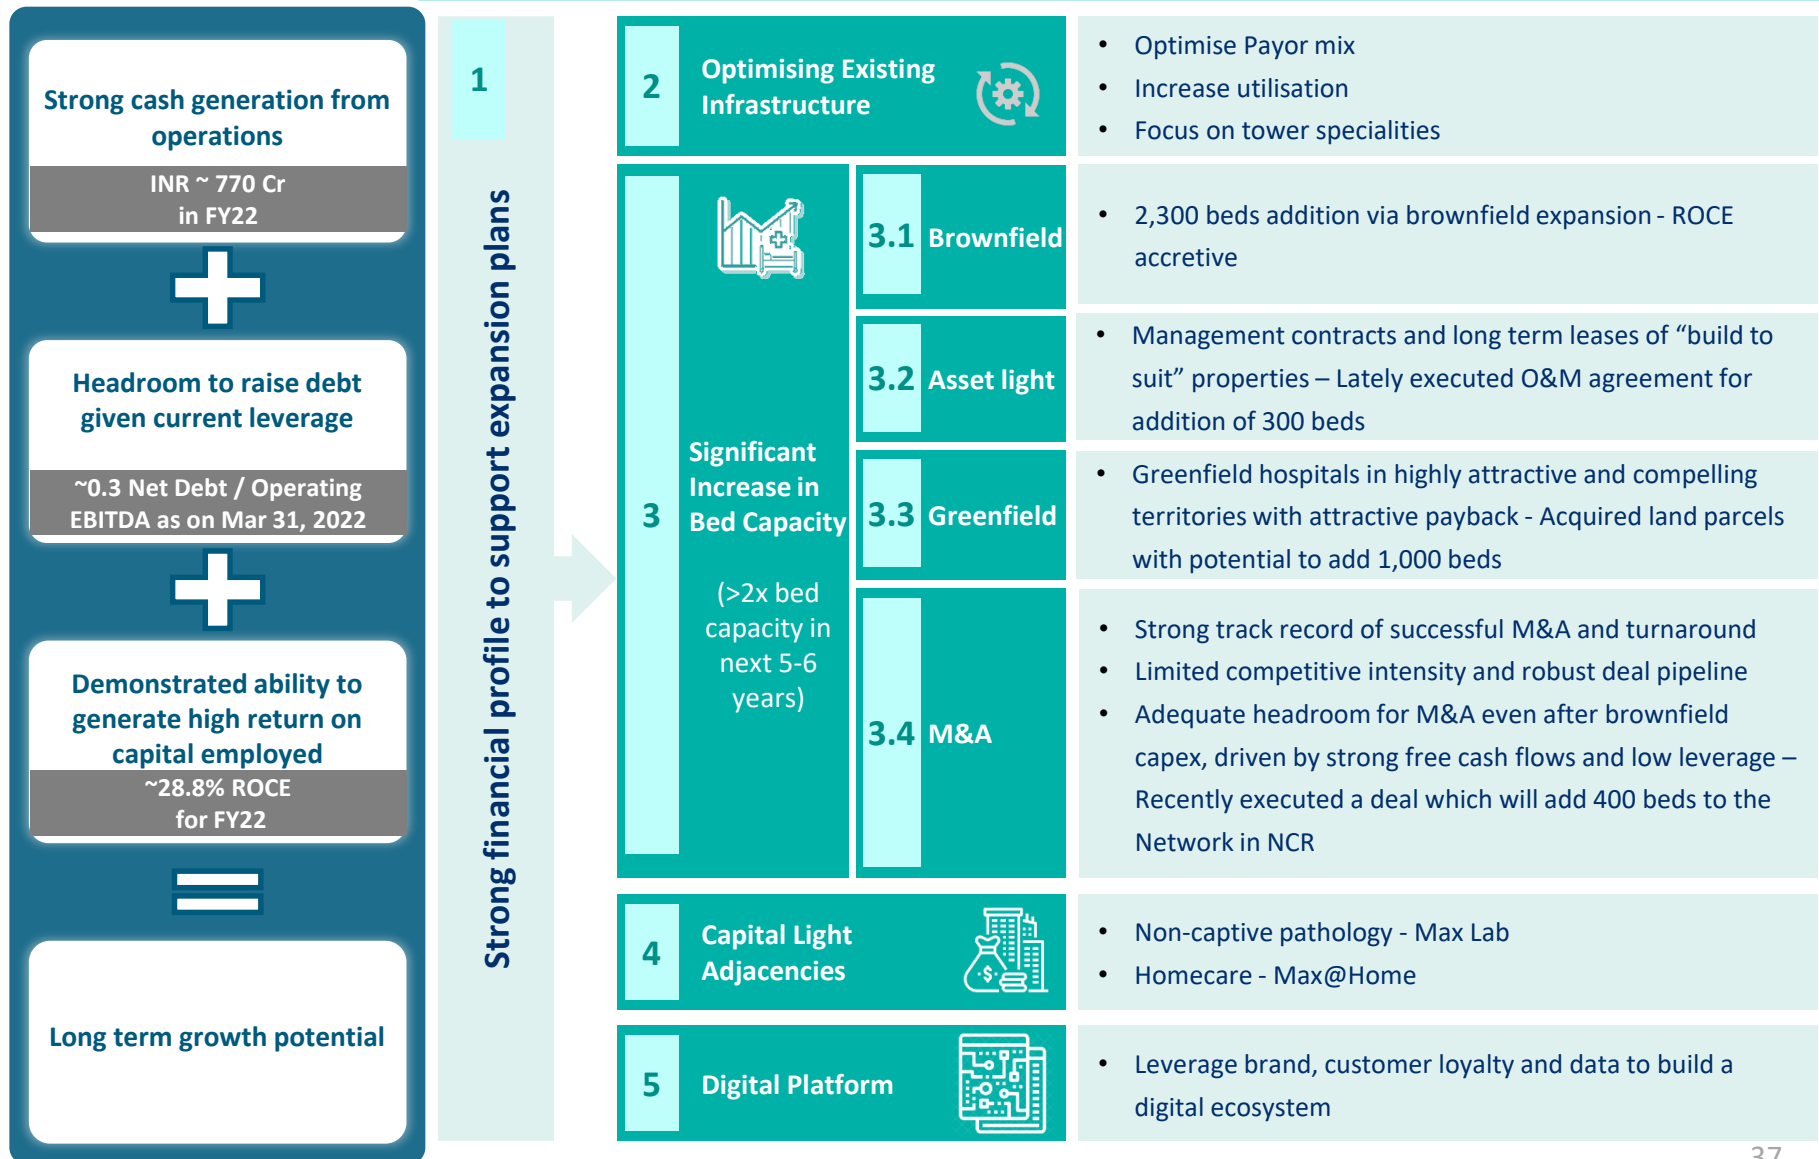 Strong cash generation from
operations
INR ~ 770 Cr
in FY22
Headroom to raise debt
given current leverage
~0.3 Net Debt / Operating
EBITDA as on Mar 31, 2022
Demonstrated ability to
generate high return on
capital employed
~28.8% ROCE
for FY22
Long term growth potential
1
Strong financial profile to support expansion plans
2
Optimising Existing
Infrastructure
• Optimise Payor mix
• Increase utilisation
• Focus on tower specialities
3
Significant
Increase in
Bed Capacity
(>2x bed
capacity in
next 5-6
years)
3.1 Brownfield
• 2,300 beds addition via brownfield expansion - ROCE
accretive
3.2 Asset light
• Management contracts and long term leases of “build to
suit” properties – Lately executed O&M agreement for
addition of 300 beds
3.3 Greenfield
• Greenfield hospitals in highly attractive and compelling
territories with attractive payback - Acquired land parcels
with potential to add 1,000 beds
3.4 M&A
• Strong track record of successful M&A and turnaround
• Limited competitive intensity and robust deal pipeline
• Adequate headroom for M&A even after brownfield
capex, driven by strong free cash flows and low leverage –
Recently executed a deal which will add 400 beds to the
Network in NCR
4
Capital Light
Adjacencies
• Non-captive pathology - Max Lab
• Homecare - Max@Home
5
Digital Platform
• Leverage brand, customer loyalty and data to build a
digital ecosystem
37